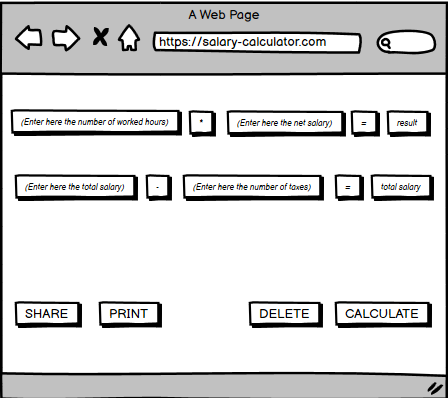 A Web Page
https://salary-calculator.com
(Enter here the number of worked hours) * (Enter here the net salary) = result
(Enter here the total salary) - (Enter here the number of taxes) = total salary
SHARE PRINT DELETE CALCULATE